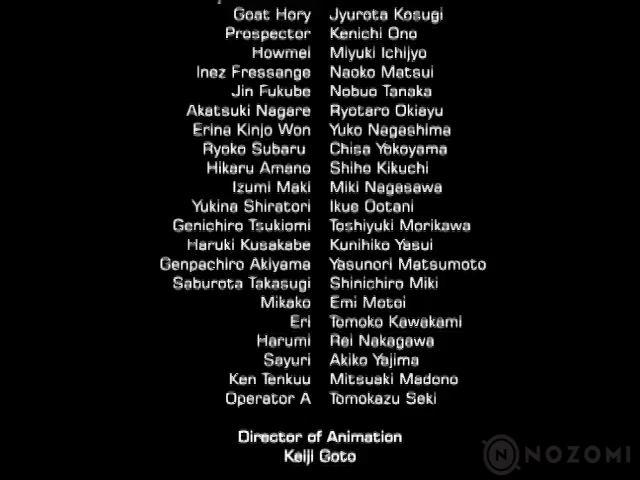 Goat Hory Jyurota Kosugi
Prospector Kenichi Ono
Howmei Miyuki Ichijyo
Inez Fressange Naoko Matsui
Jin Fukube Nobuo Tanaka
Akatsuki Nagare Ryotaro Okiayu
Erina Kinjo Won Yuko Nagashima
Ryoko Subaru Chisa Yokoyama
Hikaru Amano Shiho Kikuchi
Izumi Maki Miki Nagasawa
Yukina Shiratori Ikue Ootani
Genichiro Tsukiomi Toshiyuki Morikawa
Haruki Kusakabe Kunihiko Yasui
Genpachiro Akiyama Yasunori Matsumoto
Saburota Takasugi Shinichiro Miki
Mikako Emi Motoi
Eri Tomoko Kawakami
Harumi Rei Nakagawa
Sayuri Akiko Yajima
Ken Tenkuu Mitsuaki Madono
Operator A Tomokazu Seki
Director of Animation
Keiji Goto
N NOZOMI